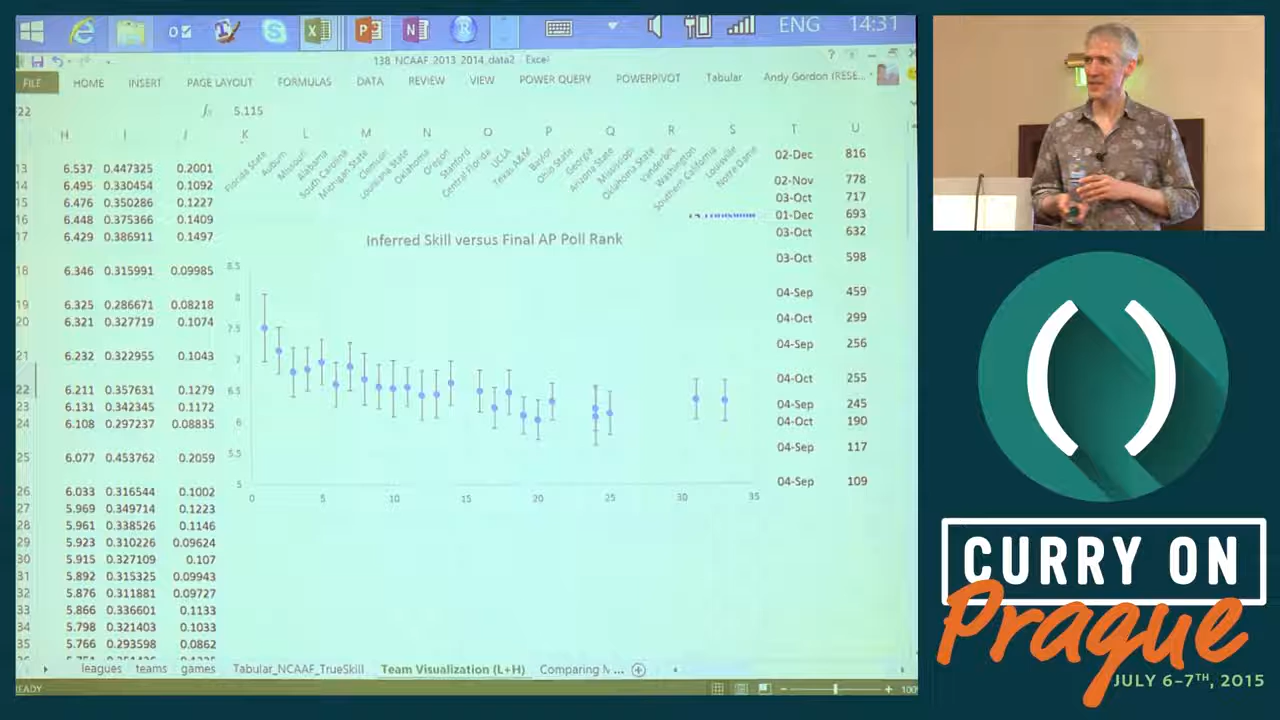 ENG 14:31
138_NCAAF_2013_2014_data2 - Excel
FILE HOME INSERT PAGE LAYOUT FORMULAS DATA REVIEW VIEW POWER QUERY POWERPIVOT Tabular Andy Gordon (RESE...
22 fx 5.115
H I J K L M N O P Q R S T U
Florida State Auburn Missouri Alabama South Carolina Michigan State Clemson Louisiana State Oklahoma Oregon Stanford Central Florida UCLA Texas A&M Baylor Ohio State Georgia Arizona State Mississippi Oklahoma State Vanderbilt Washington Southern California Louisville Notre Dame
13 6.537 0.447325 0.2001 02-Dec 816
14 6.495 0.330454 0.1092 02-Nov 778
15 6.476 0.350286 0.1227 03-Oct 717
16 6.448 0.375366 0.1409 01-Dec 693
17 6.429 0.386911 0.1497 03-Oct 632
Inferred Skill versus Final AP Poll Rank
18 6.346 0.315991 0.09985 03-Oct 598
19 6.325 0.286671 0.08218 04-Sep 459
20 6.321 0.327719 0.1074 04-Oct 299
21 6.232 0.322955 0.1043 04-Sep 256
22 6.211 0.357631 0.1279 04-Oct 255
23 6.131 0.342345 0.1172 04-Sep 245
24 6.108 0.297237 0.08835 04-Oct 190
25 6.077 0.453762 0.2059 04-Sep 117
26 6.033 0.316544 0.1002 04-Sep 109
27 5.969 0.349714 0.1223
28 5.961 0.338526 0.1146
29 5.923 0.310226 0.09624
30 5.915 0.327109 0.107
31 5.892 0.315325 0.09943
32 5.876 0.311881 0.09727
33 5.866 0.336601 0.1133
34 5.798 0.321403 0.1033
35 5.766 0.293598 0.0862
8.5
8
7.5
7
6.5
6
5.5
5
0 5 10 15 20 25 30 35
leagues teams games Tabular_NCAAF_TrueSkill Team Visualization (L+H) Comparing M ...
READY 100
( )
CURRY ON
Prague
JULY 6-7TH, 2015